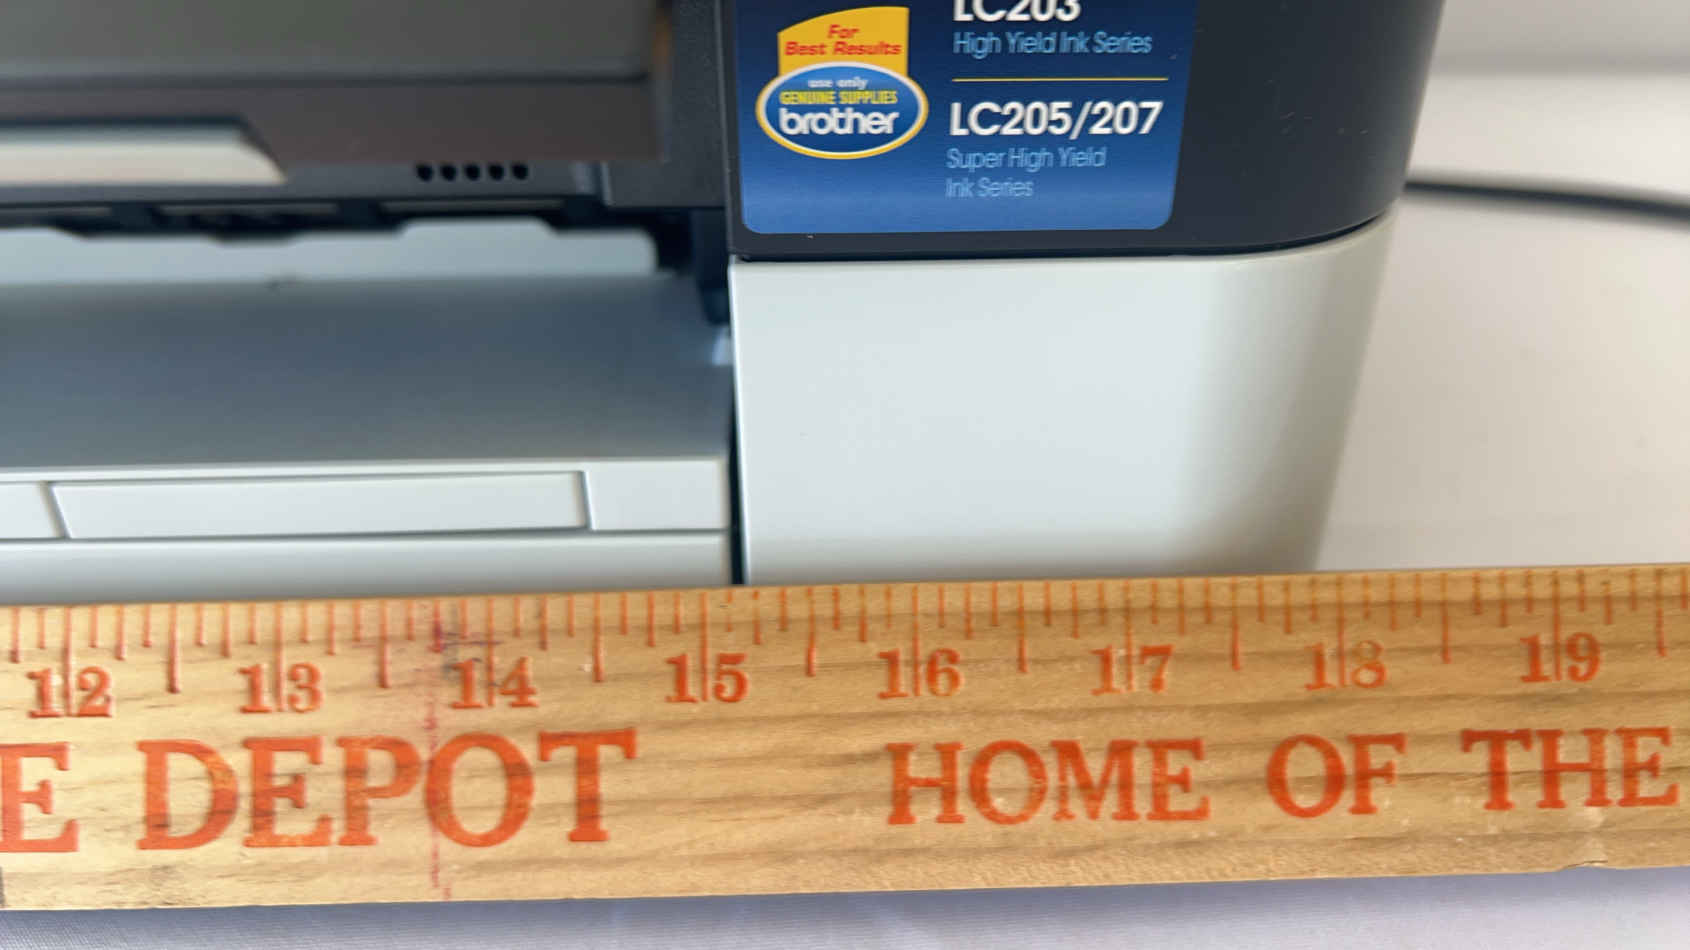 LC203
High Yield Ink Series
For
Best Results
use only
GENUINE SUPPLIES
brother
LC205/207
Super High Yield
Ink Series
12 13 14 15 16 17 18 19
E DEPOT HOME OF THE